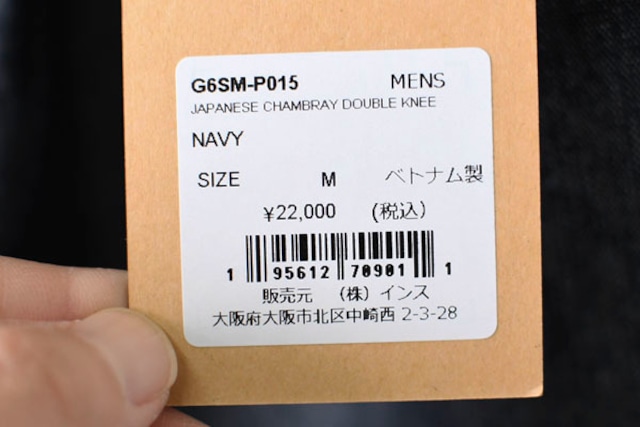 G6SM-P015 MENS
JAPANESE CHAMBRAY DOUBLE KNEE
NAVY
SIZE M ベトナム製
¥22,000 (税込)
1 95612 70901 1
販売元 (株)インス
大阪府大阪市北区中崎西 2-3-28